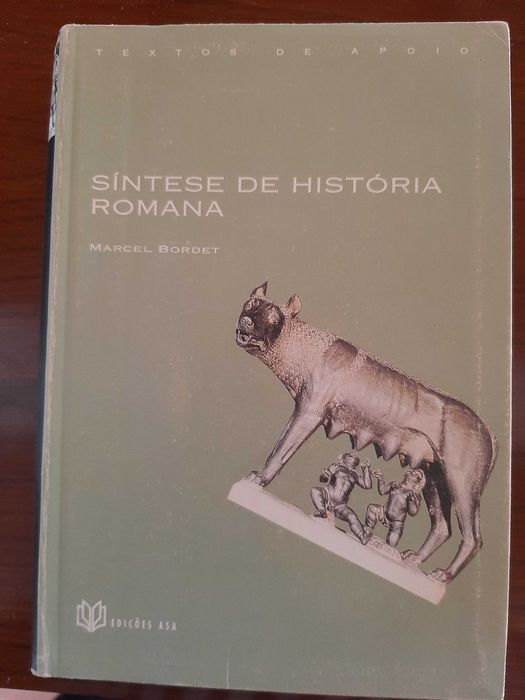 TEXTOS DE APOIO
SÍNTESE DE HISTÓRIA
ROMANA
MARCEL BORDET
EDIÇÕES ASA